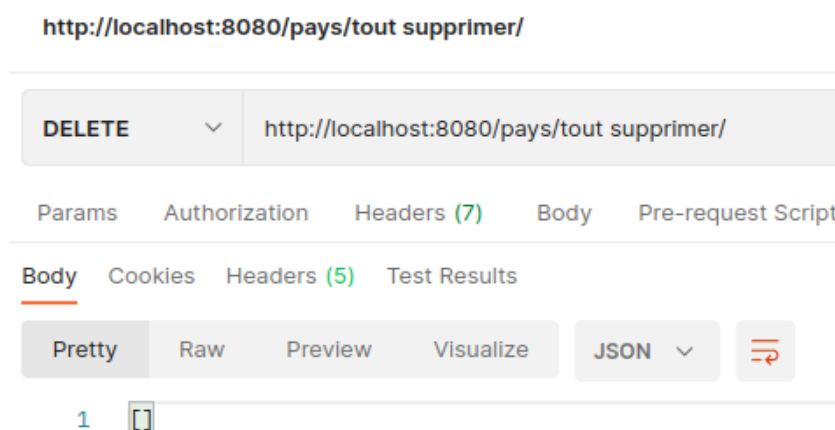 http://localhost:8080/pays/tout supprimer/
DELETE http://localhost:8080/pays/tout supprimer/
Params Authorization Headers (7) Body Pre-request Script
Body Cookies Headers (5) Test Results
Pretty Raw Preview Visualize JSON
1 []